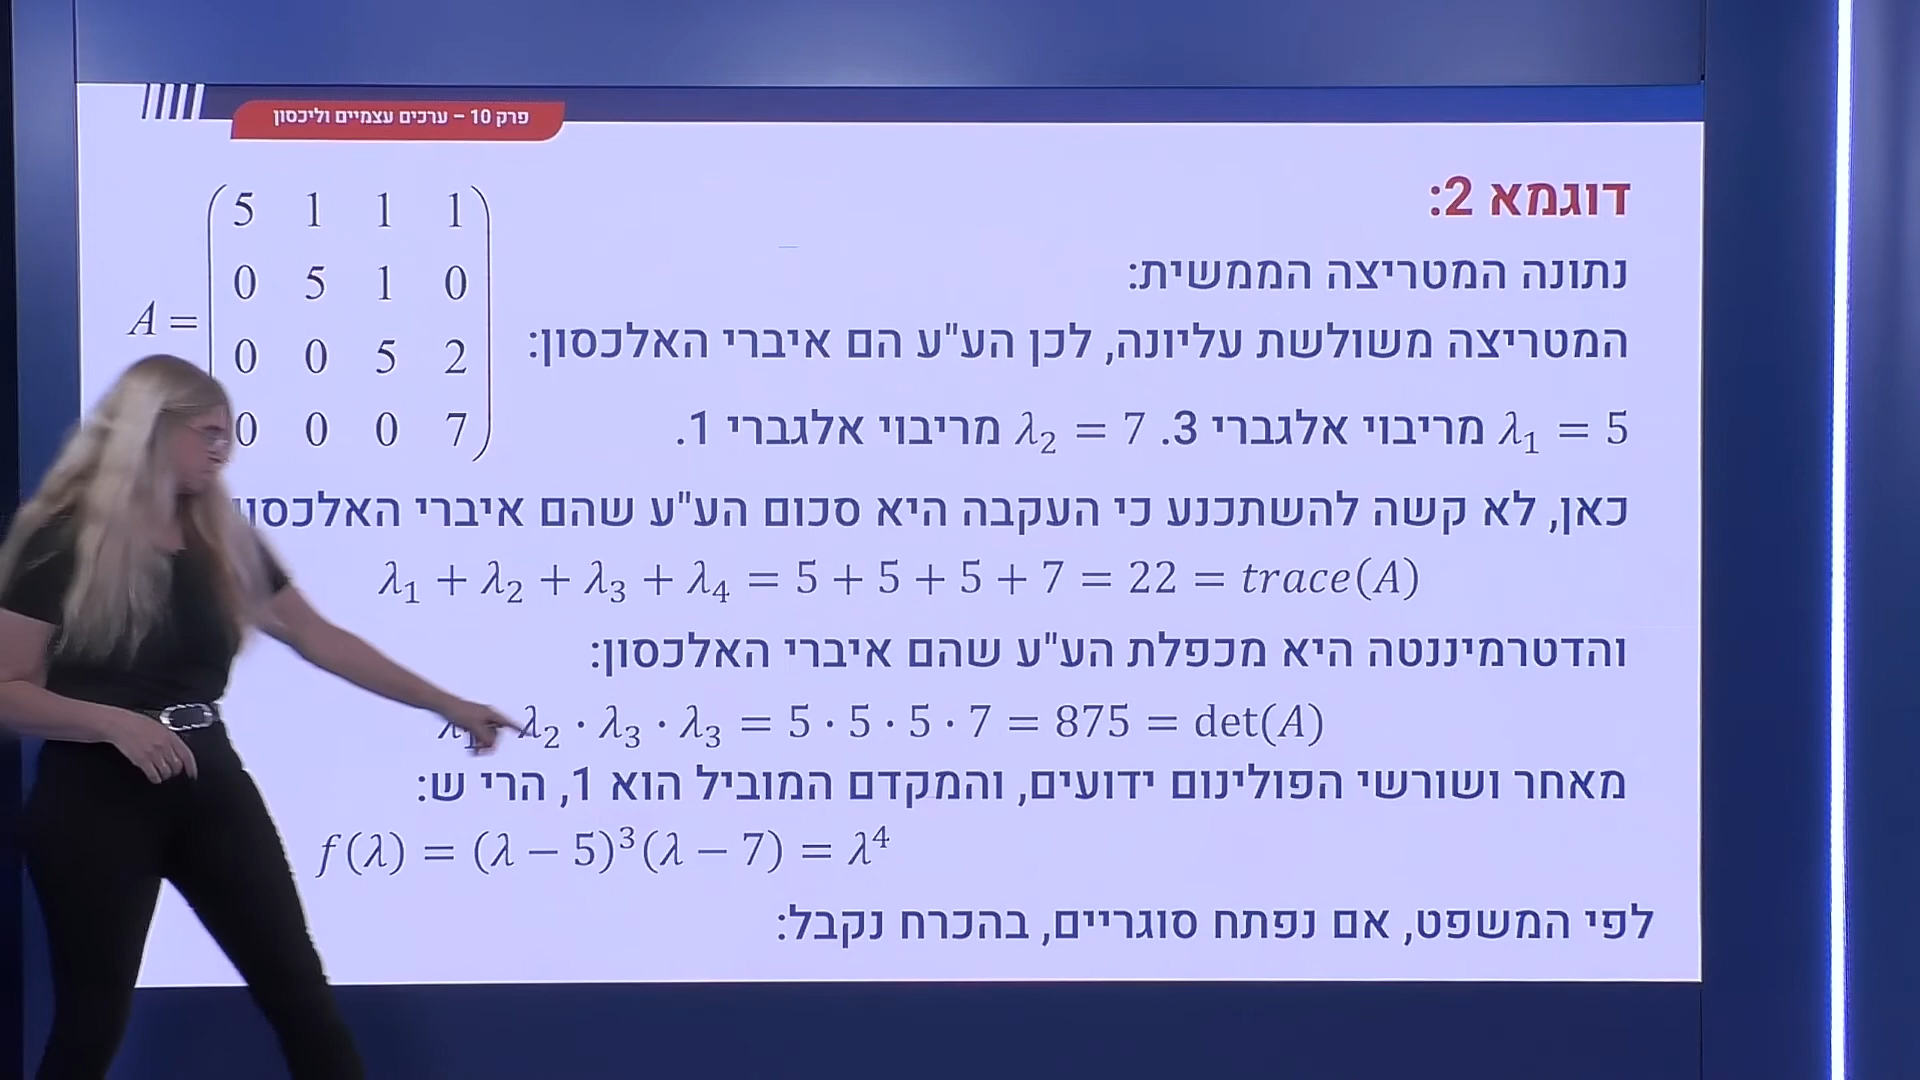 פרק 10 – ערכים עצמיים וליכסון
דוגמא 2:
נתונה המטריצה הממשית:
A =
5 1 1 1
0 5 1 0
0 0 5 2
0 0 0 7
המטריצה משולשת עליונה, לכן הע"ע הם איברי האלכסון:
λ₁ = 5 מריבוי אלגברי 3. λ₂ = 7 מריבוי אלגברי 1.
כאן, לא קשה להשתכנע כי העקבה היא סכום הע"ע שהם איברי
λ₁ + λ₂ + λ₃ + λ₄ = 5 + 5 + 5 + 7 = 22 = trace(A)
והדטרמיננטה היא מכפלת הע"ע שהם איברי האלכסון:
λ₁ λ₂ · λ₃ · λ₃ = 5 · 5 · 5 · 7 = 875 = det(A)
מאחר ושורשי הפולינום ידועים, והמקדם המוביל הוא 1, הרי ש:
f(λ) = (λ − 5)³(λ − 7) = λ⁴
לפי המשפט, אם נפתח סוגריים, בהכרח נקבל: